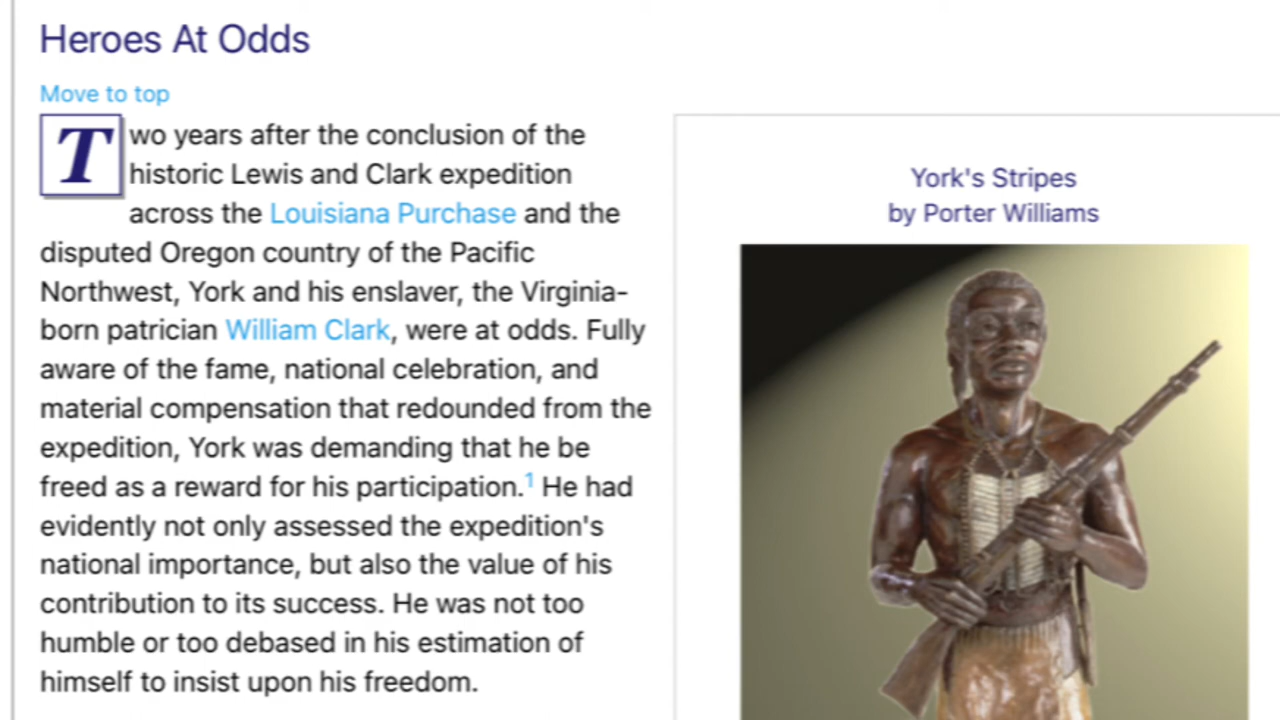 Heroes At Odds
Move to top
Two years after the conclusion of the
historic Lewis and Clark expedition
across the Louisiana Purchase and the
disputed Oregon country of the Pacific
Northwest, York and his enslaver, the Virginia-
born patrician William Clark, were at odds. Fully
aware of the fame, national celebration, and
material compensation that redounded from the
expedition, York was demanding that he be
freed as a reward for his participation.1 He had
evidently not only assessed the expedition's
national importance, but also the value of his
contribution to its success. He was not too
humble or too debased in his estimation of
himself to insist upon his freedom.
York's Stripes
by Porter Williams